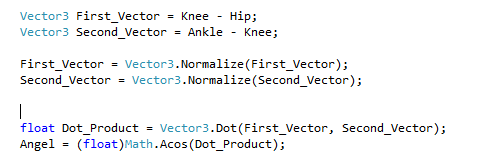 Vector3 First_Vector = Knee - Hip;
Vector3 Second_Vector = Ankle - Knee;
First_Vector = Vector3.Normalize(First_Vector);
Second_Vector = Vector3.Normalize(Second_Vector);
float Dot_Product = Vector3.Dot(First_Vector, Second_Vector);
Angel = (float)Math.Acos(Dot_Product);